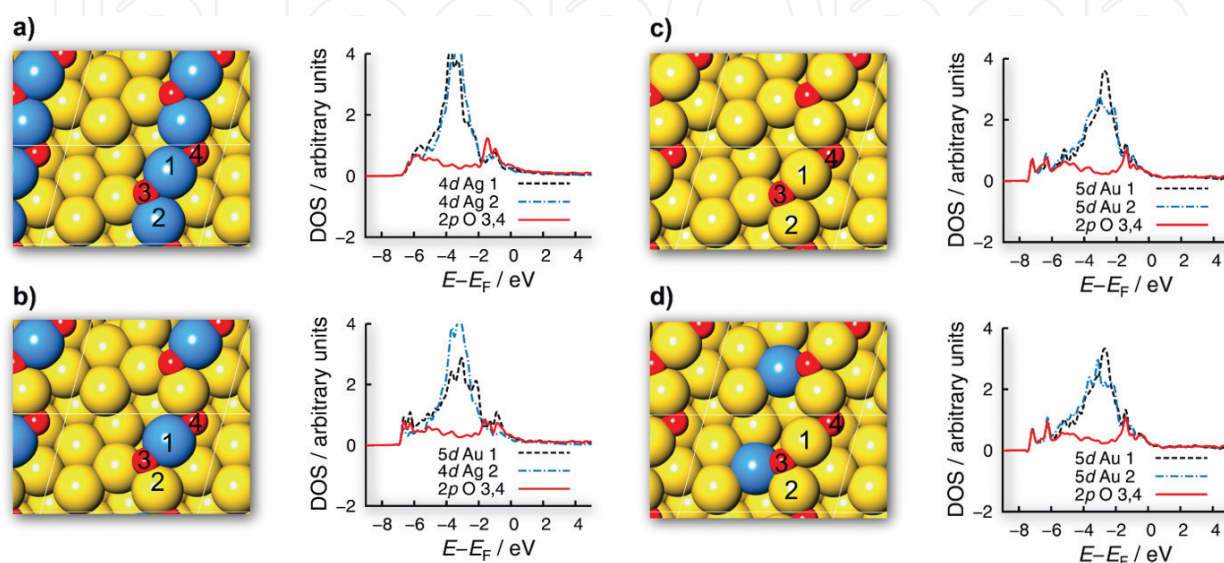 a)
1
4
3
2
DOS / arbitrary units
4
2
0
−2
4d Ag 1
4d Ag 2
2p O 3,4
−8 −6 −4 −2 0 2 4
E−EF / eV
c)
1
4
3
2
DOS / arbitrary units
4
2
0
−2
5d Au 1
5d Au 2
2p O 3,4
−8 −6 −4 −2 0 2 4
E−EF / eV
b)
1
4
3
2
DOS / arbitrary units
4
2
0
−2
5d Au 1
4d Ag 2
2p O 3,4
−8 −6 −4 −2 0 2 4
E−EF / eV
d)
1
4
3
2
DOS / arbitrary units
4
2
0
−2
5d Au 1
5d Au 2
2p O 3,4
−8 −6 −4 −2 0 2 4
E−EF / eV